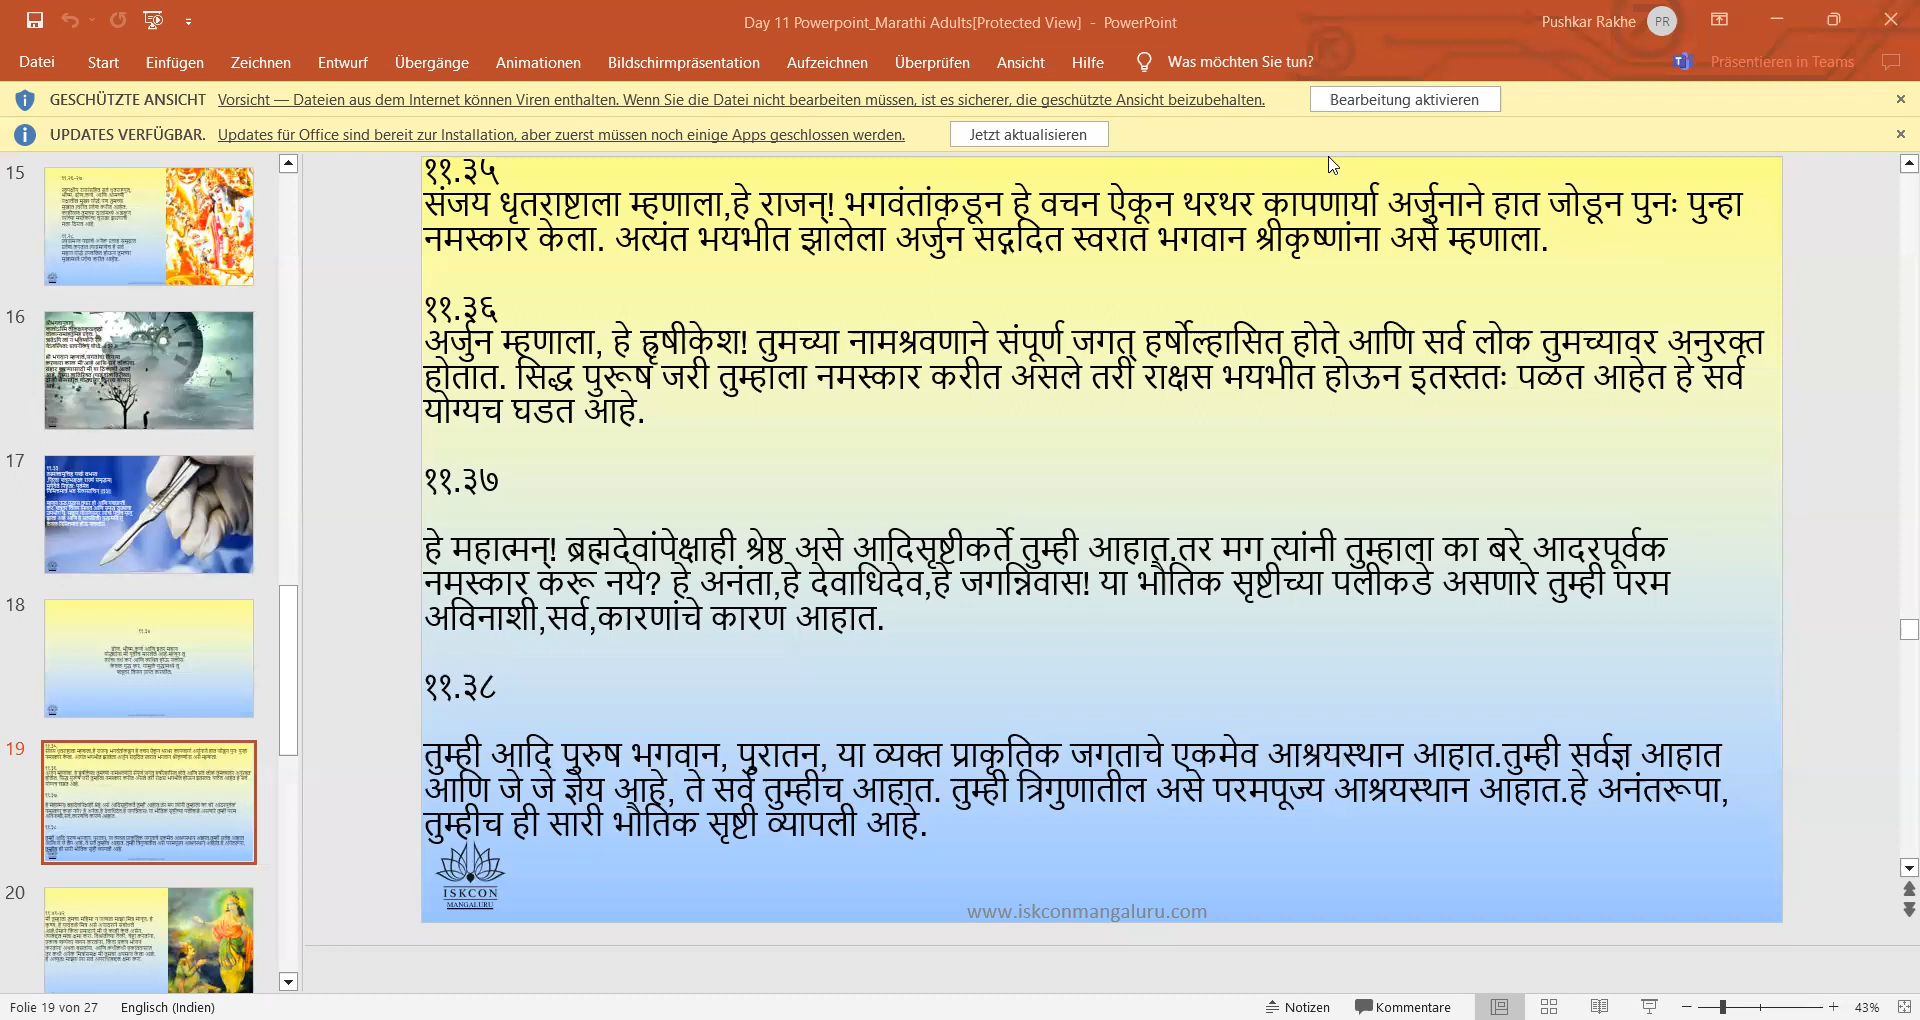 Day 11 Powerpoint_Marathi Adults[Protected View] - PowerPoint
Pushkar Rakhe PR
Datei Start Einfügen Zeichnen Entwurf Übergänge Animationen Bildschirmpräsentation Aufzeichnen Überprüfen Ansicht Hilfe Was möchten Sie tun? Präsentieren in Teams
GESCHÜTZTE ANSICHT Vorsicht — Dateien aus dem Internet können Viren enthalten. Wenn Sie die Datei nicht bearbeiten müssen, ist es sicherer, die geschützte Ansicht beizubehalten. Bearbeitung aktivieren
UPDATES VERFÜGBAR. Updates für Office sind bereit zur Installation, aber zuerst müssen noch einige Apps geschlossen werden. Jetzt aktualisieren
15
16
17
18
19
20
११.३५
संजय धृतराष्टाला म्हणाला,हे राजन्! भगवंतांकडून हे वचन ऐकून थरथर कापणार्या अर्जुनाने हात जोडून पुनः पुन्हा
नमस्कार केला. अत्यंत भयभीत झालेला अर्जुन सद्गदित स्वरात भगवान श्रीकृष्णांना असे म्हणाला.
११.३६
अर्जुन म्हणाला, हे हृषीकेश! तुमच्या नामश्रवणाने संपूर्ण जगत् हर्षोल्हासित होते आणि सर्व लोक तुमच्यावर अनुरक्त
होतात. सिद्ध पुरूष जरी तुम्हाला नमस्कार करीत असले तरी राक्षस भयभीत होऊन इतस्ततः पळत आहेत हे सर्व
योग्यच घडत आहे.
११.३७
हे महात्मन्! ब्रह्मदेवांपेक्षाही श्रेष्ठ असे आदिसृष्टीकर्ते तुम्ही आहात.तर मग त्यांनी तुम्हाला का बरे आदरपूर्वक
नमस्कार करू नये? हे अनंता,हे देवाधिदेव,हे जगन्निवास! या भौतिक सृष्टीच्या पलीकडे असणारे तुम्ही परम
अविनाशी,सर्व,कारणांचे कारण आहात.
११.३८
तुम्ही आदि पुरुष भगवान, पुरातन, या व्यक्त प्राकृतिक जगताचे एकमेव आश्रयस्थान आहात.तुम्ही सर्वज्ञ आहात
आणि जे जे ज्ञेय आहे, ते सर्व तुम्हीच आहात. तुम्ही त्रिगुणातील असे परमपूज्य आश्रयस्थान आहात.हे अनंतरूपा,
तुम्हीच ही सारी भौतिक सृष्टी व्यापली आहे.
ISKCON
MANGALURU
www.iskconmangaluru.com
Folie 19 von 27 Englisch (Indien) Notizen Kommentare 43%